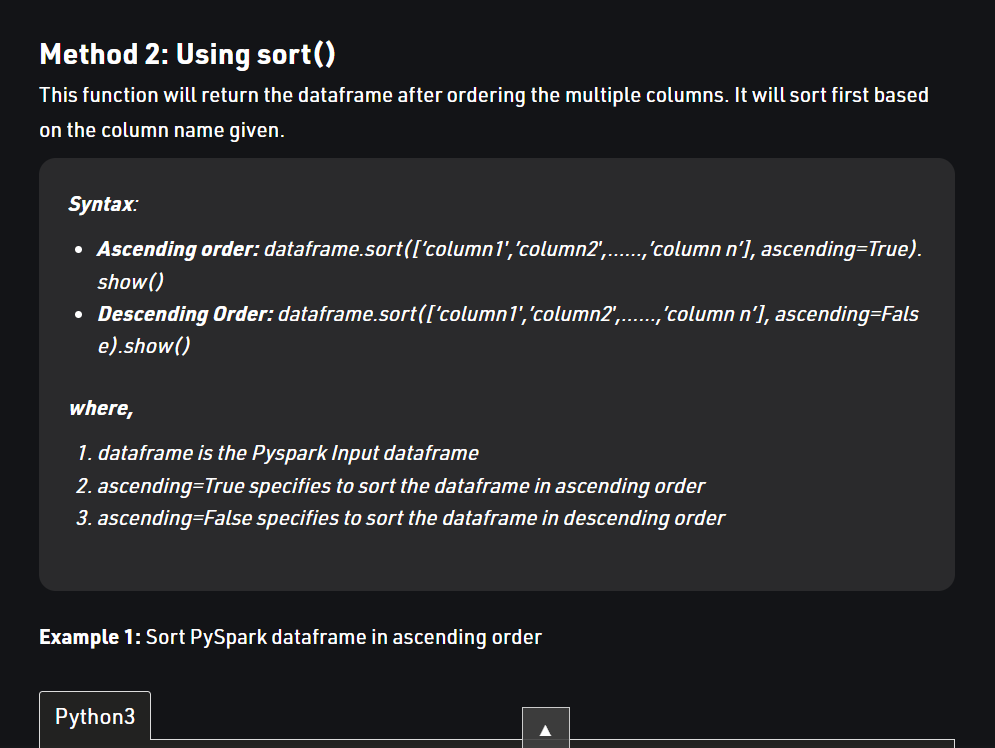 Method 2: Using sort()
This function will return the dataframe after ordering the multiple columns. It will sort first based
on the column name given.
Syntax:
• Ascending order: dataframe.sort([‘column1′,’column2′,……,’column n’], ascending=True).
show()
• Descending Order: dataframe.sort([‘column1′,’column2′,……,’column n’], ascending=Fals
e).show()
where,
1. dataframe is the Pyspark Input dataframe
2. ascending=True specifies to sort the dataframe in ascending order
3. ascending=False specifies to sort the dataframe in descending order
Example 1: Sort PySpark dataframe in ascending order
Python3
▲